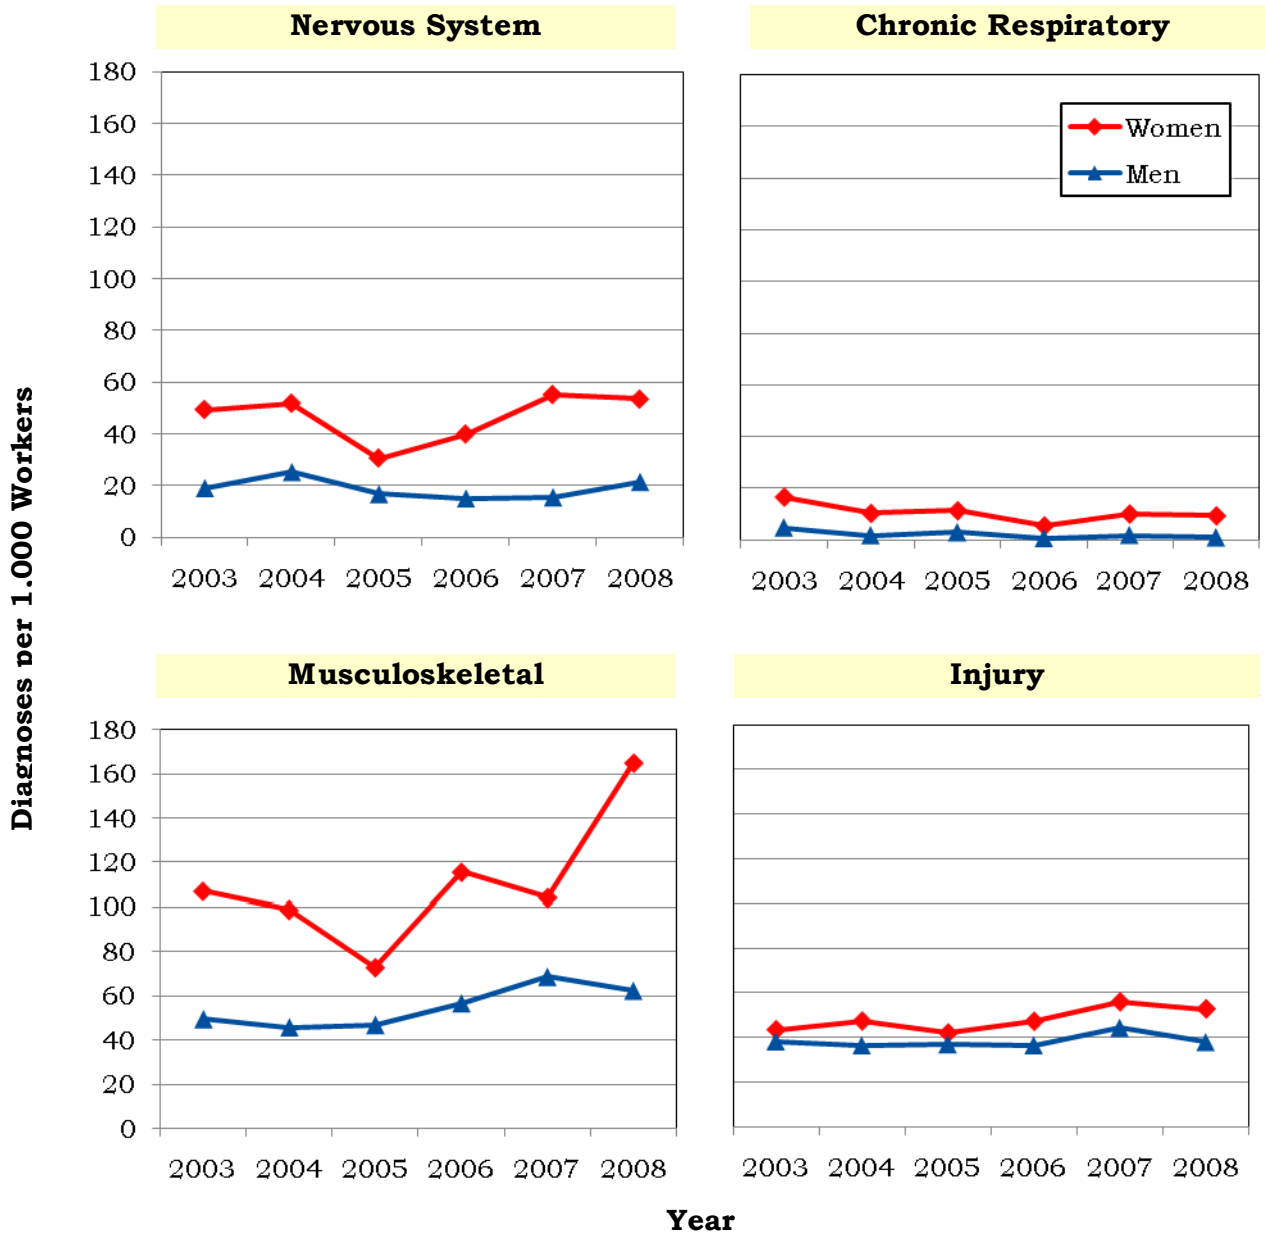 Nervous System
Chronic Respiratory
180
160
140
120
100
80
60
40
20
0
2003 2004 2005 2006 2007 2008
Women
Men
2003 2004 2005 2006 2007 2008
Diagnoses per 1.000 Workers
Musculoskeletal
Injury
180
160
140
120
100
80
60
40
20
0
2003 2004 2005 2006 2007 2008
2003 2004 2005 2006 2007 2008
Year